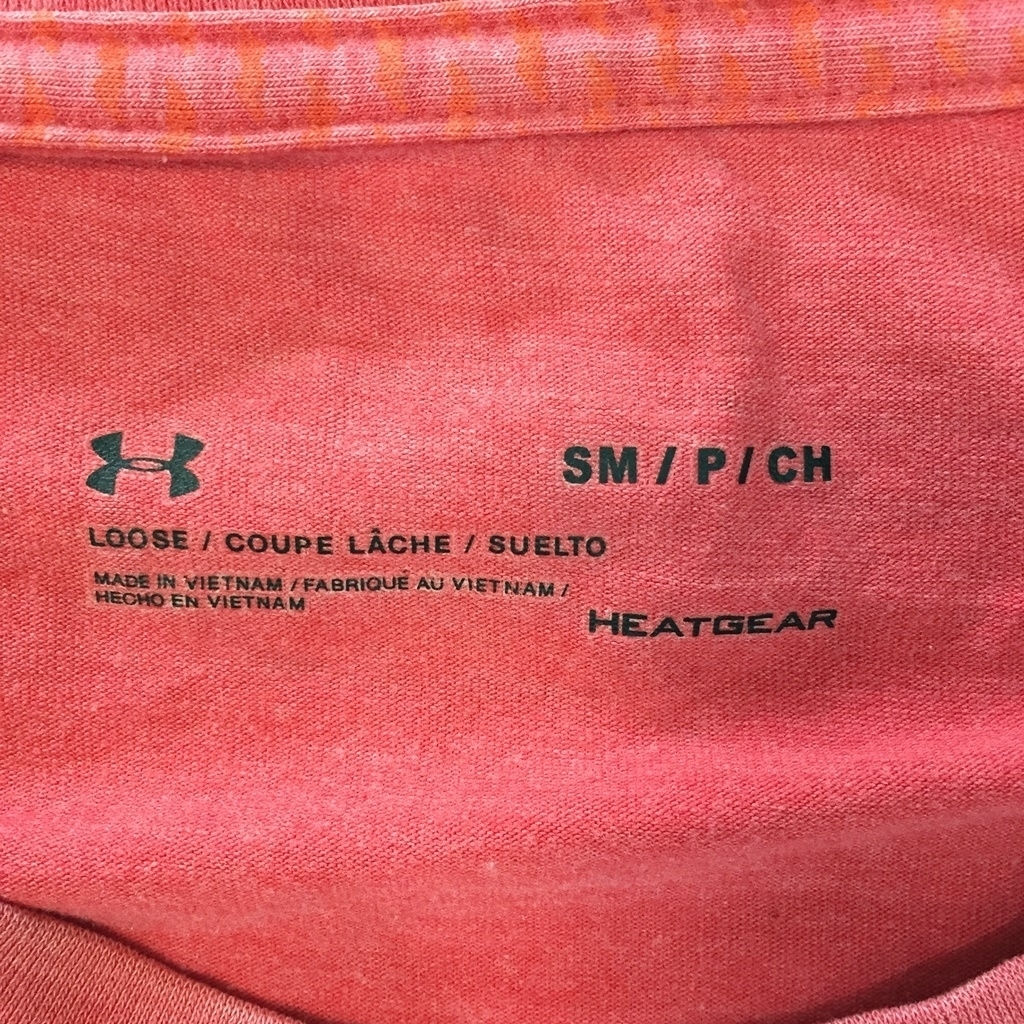 SM / P / CH
LOOSE / COUPE LÂCHE / SUELTO
MADE IN VIETNAM / FABRIQUÉ AU VIETNAM /
HECHO EN VIETNAM
HEATGEAR